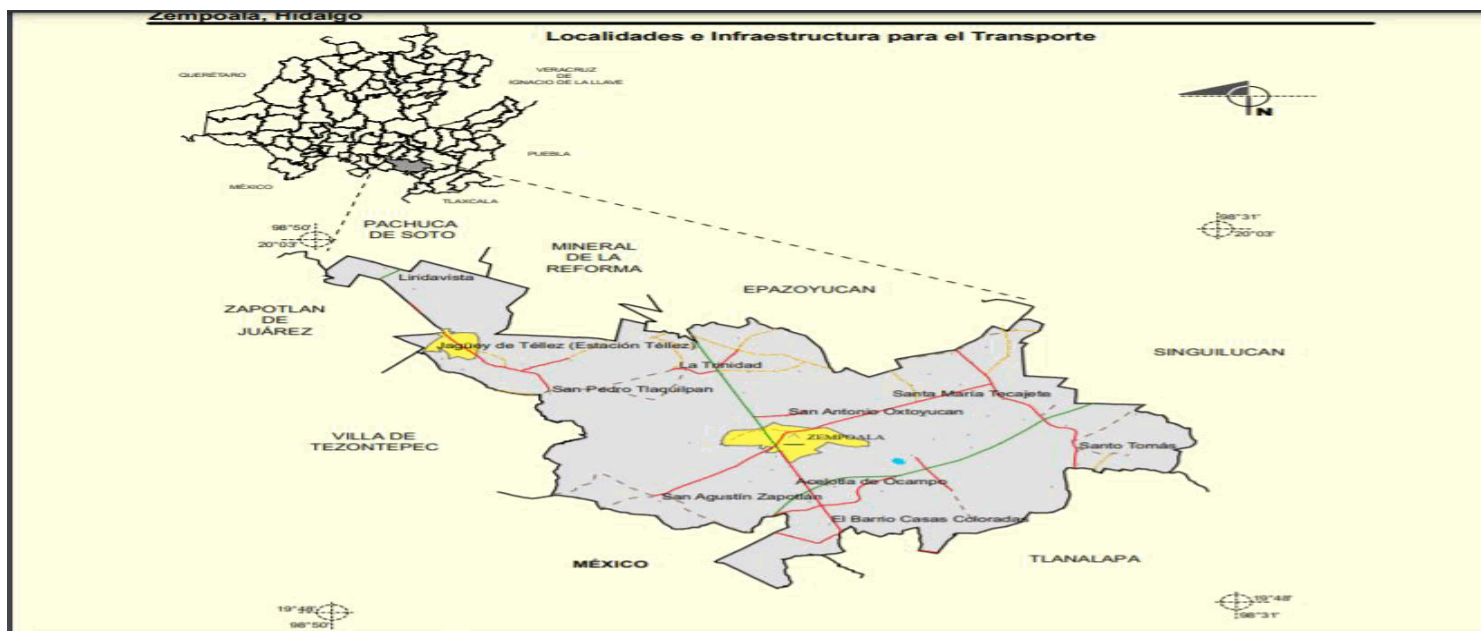 Zempoala, Hidalgo
Localidades e Infraestructura para el Transporte
QUERÉTARO
VERACRUZ
DE
IGNACIO DE LA LLAVE
N
PUEBLA
MÉXICO
TLAXCALA
98°50'
20°03'
PACHUCA
DE SOTO
98°31'
20°03'
MINERAL
DE LA
REFORMA
Lindavista
EPAZOYUCAN
ZAPOTLAN
DE
JUÁREZ
Jagüey de Téllez (Estación Téllez)
SINGUILUCAN
La Trinidad
San Pedro Tlaquilpan
Santa María Tecajete
San Antonio Oxtoyucan
VILLA DE
TEZONTEPEC
ZEMPOALA
Santo Tomás
Acelotla de Ocampo
San Agustín Zapotlán
El Barrio Casas Coloradas
MÉXICO
TLANALAPA
19°48'
98°50'
19°48'
98°31'